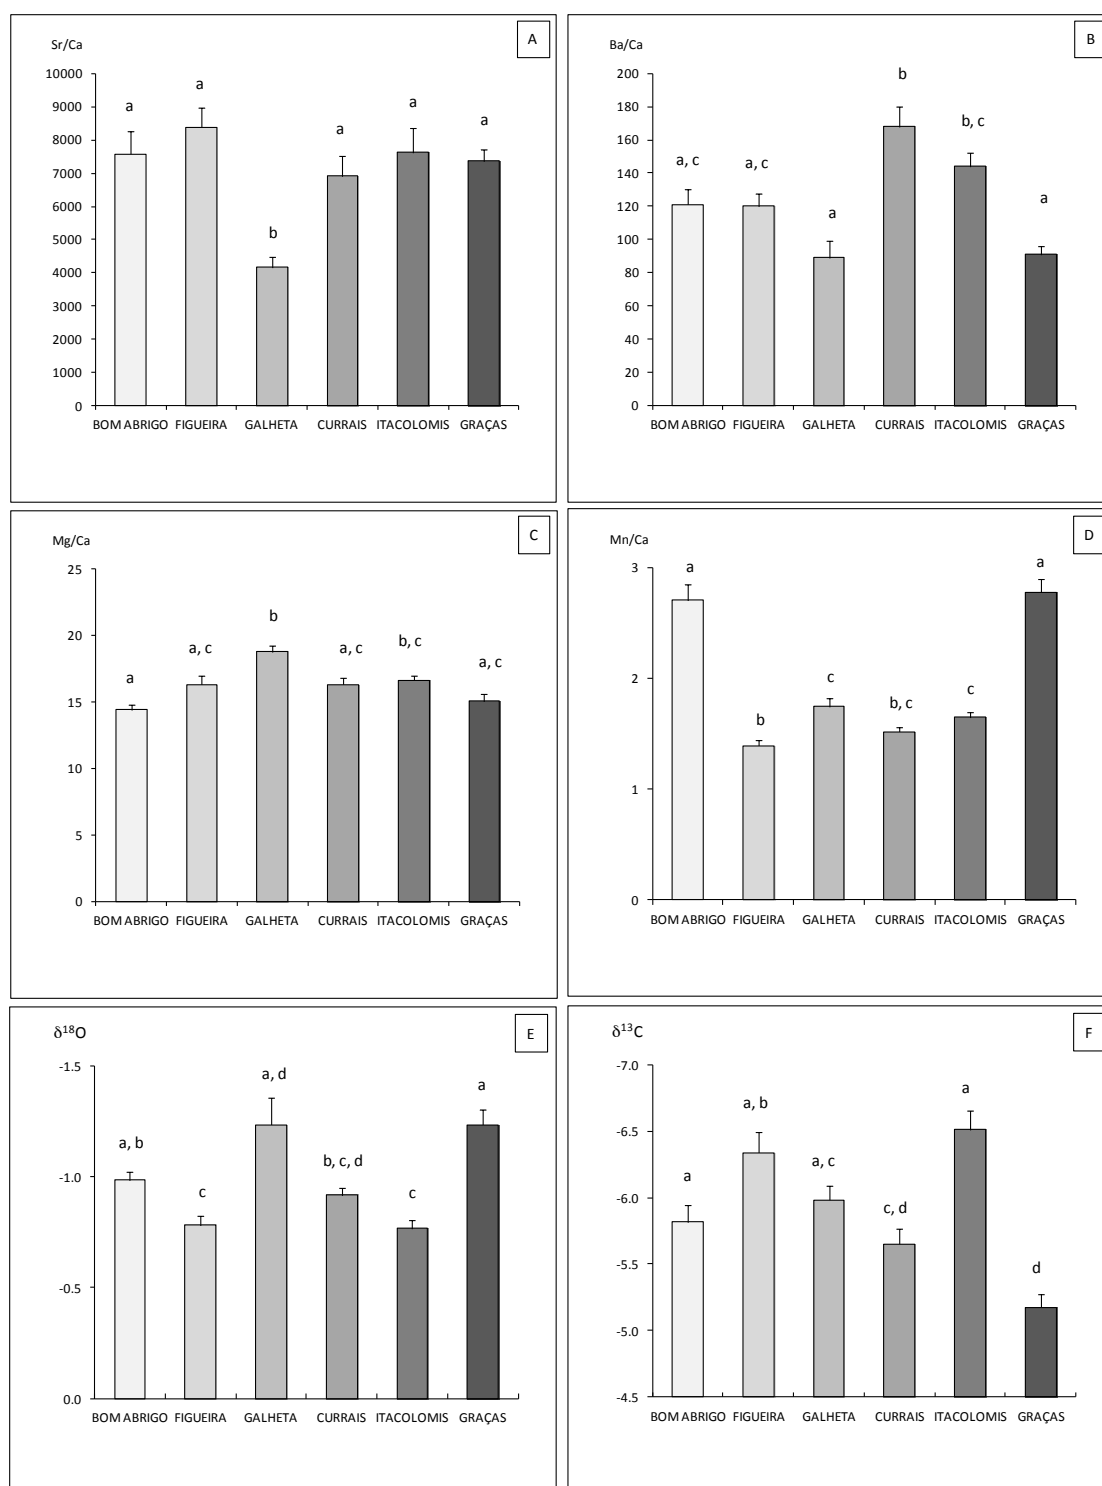 A
Sr/Ca
10000
9000
8000
7000
6000
5000
4000
3000
2000
1000
0
a
a
b
a
a
a
BOM ABRIGO FIGUEIRA GALHETA CURRAIS ITACOLOMIS GRAÇAS
B
Ba/Ca
200
180
160
140
120
100
80
60
40
20
0
a, c
a, c
a
b
b, c
a
BOM ABRIGO FIGUEIRA GALHETA CURRAIS ITACOLOMIS GRAÇAS
C
Mg/Ca
25
20
15
10
5
0
a
a, c
b
a, c
b, c
a, c
BOM ABRIGO FIGUEIRA GALHETA CURRAIS ITACOLOMIS GRAÇAS
D
Mn/Ca
3
2
1
0
a
b
c
b, c
c
a
BOM ABRIGO FIGUEIRA GALHETA CURRAIS ITACOLOMIS GRAÇAS
E
δ¹⁸O
-1.5
-1.0
-0.5
0.0
a, b
c
a, d
b, c, d
c
a
BOM ABRIGO FIGUEIRA GALHETA CURRAIS ITACOLOMIS GRAÇAS
F
δ¹³C
-7.0
-6.5
-6.0
-5.5
-5.0
-4.5
a
a, b
a, c
c, d
a
d
BOM ABRIGO FIGUEIRA GALHETA CURRAIS ITACOLOMIS GRAÇAS